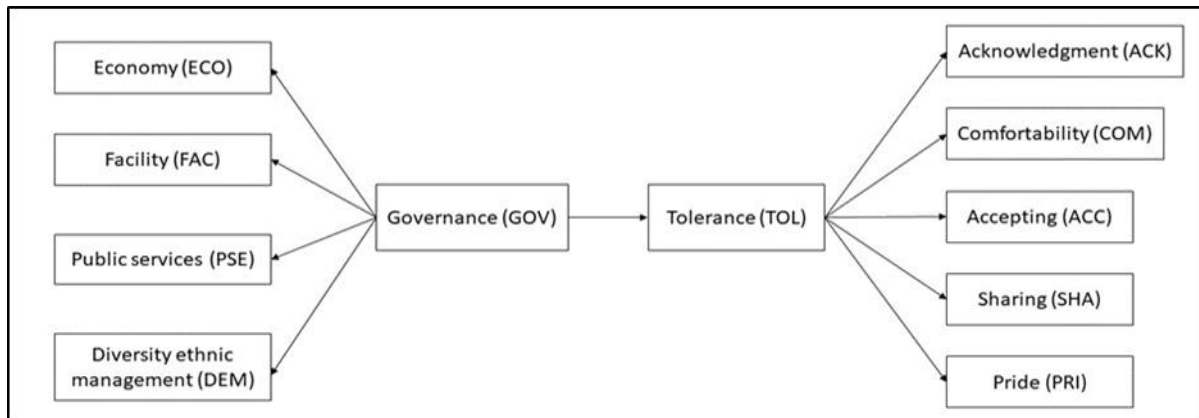 Economy (ECO)
Facility (FAC)
Public services (PSE)
Diversity ethnic
management (DEM)
Governance (GOV)
Tolerance (TOL)
Acknowledgment (ACK)
Comfortability (COM)
Accepting (ACC)
Sharing (SHA)
Pride (PRI)